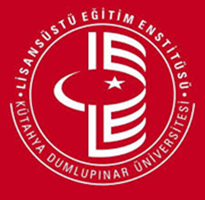 LİSANSÜSTÜ EĞİTİM ENSTİTÜSÜ
KÜTAHYA DUMLUPINAR ÜNİVERSİTESİ